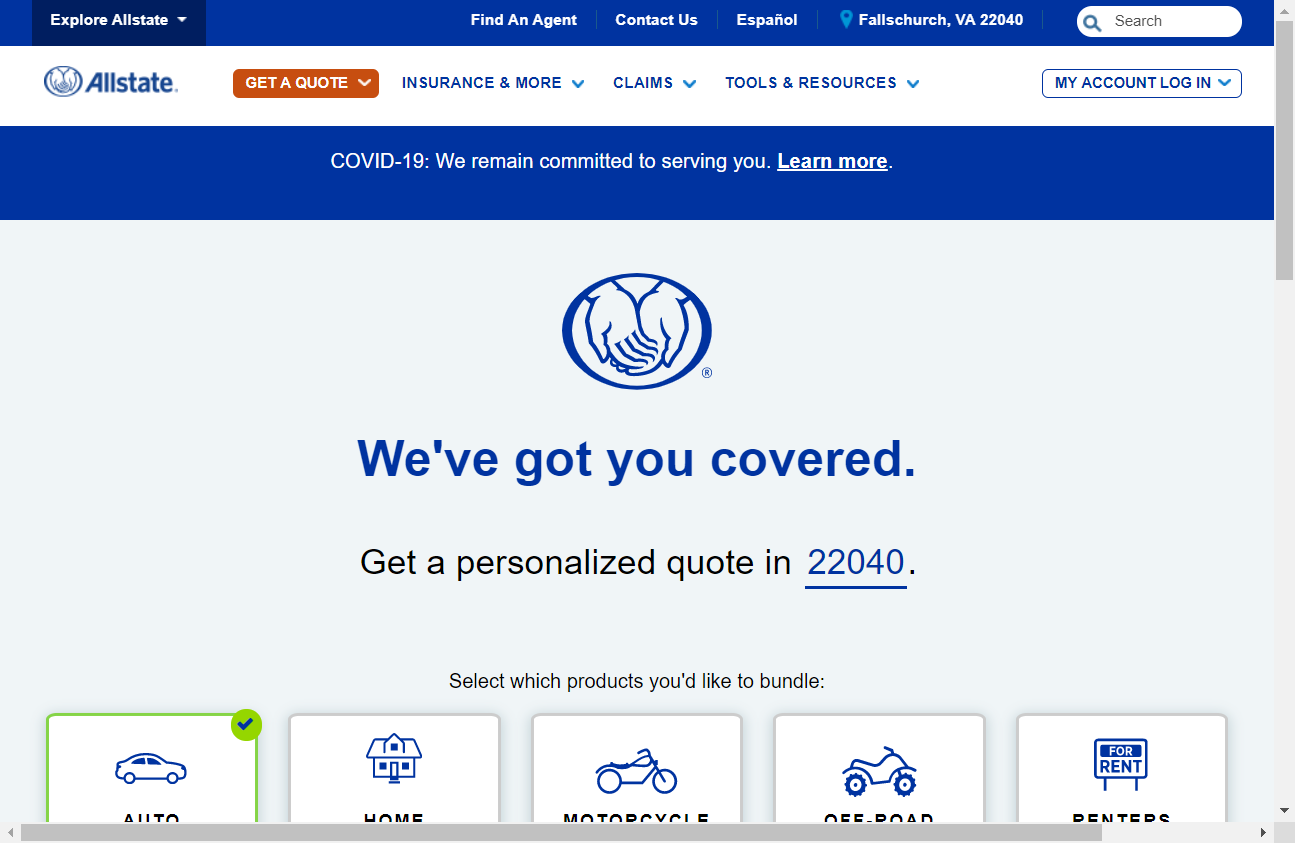 Explore Allstate
Find An Agent
Contact Us
Español
Fallschurch, VA 22040
Search
Allstate.
GET A QUOTE
INSURANCE & MORE
CLAIMS
TOOLS & RESOURCES
MY ACCOUNT LOG IN
COVID-19: We remain committed to serving you. Learn more.
®
We've got you covered.
Get a personalized quote in 22040.
Select which products you'd like to bundle:
FOR
RENT
AUTO
HOME
MOTORCYCLE
OFF-ROAD
RENTERS